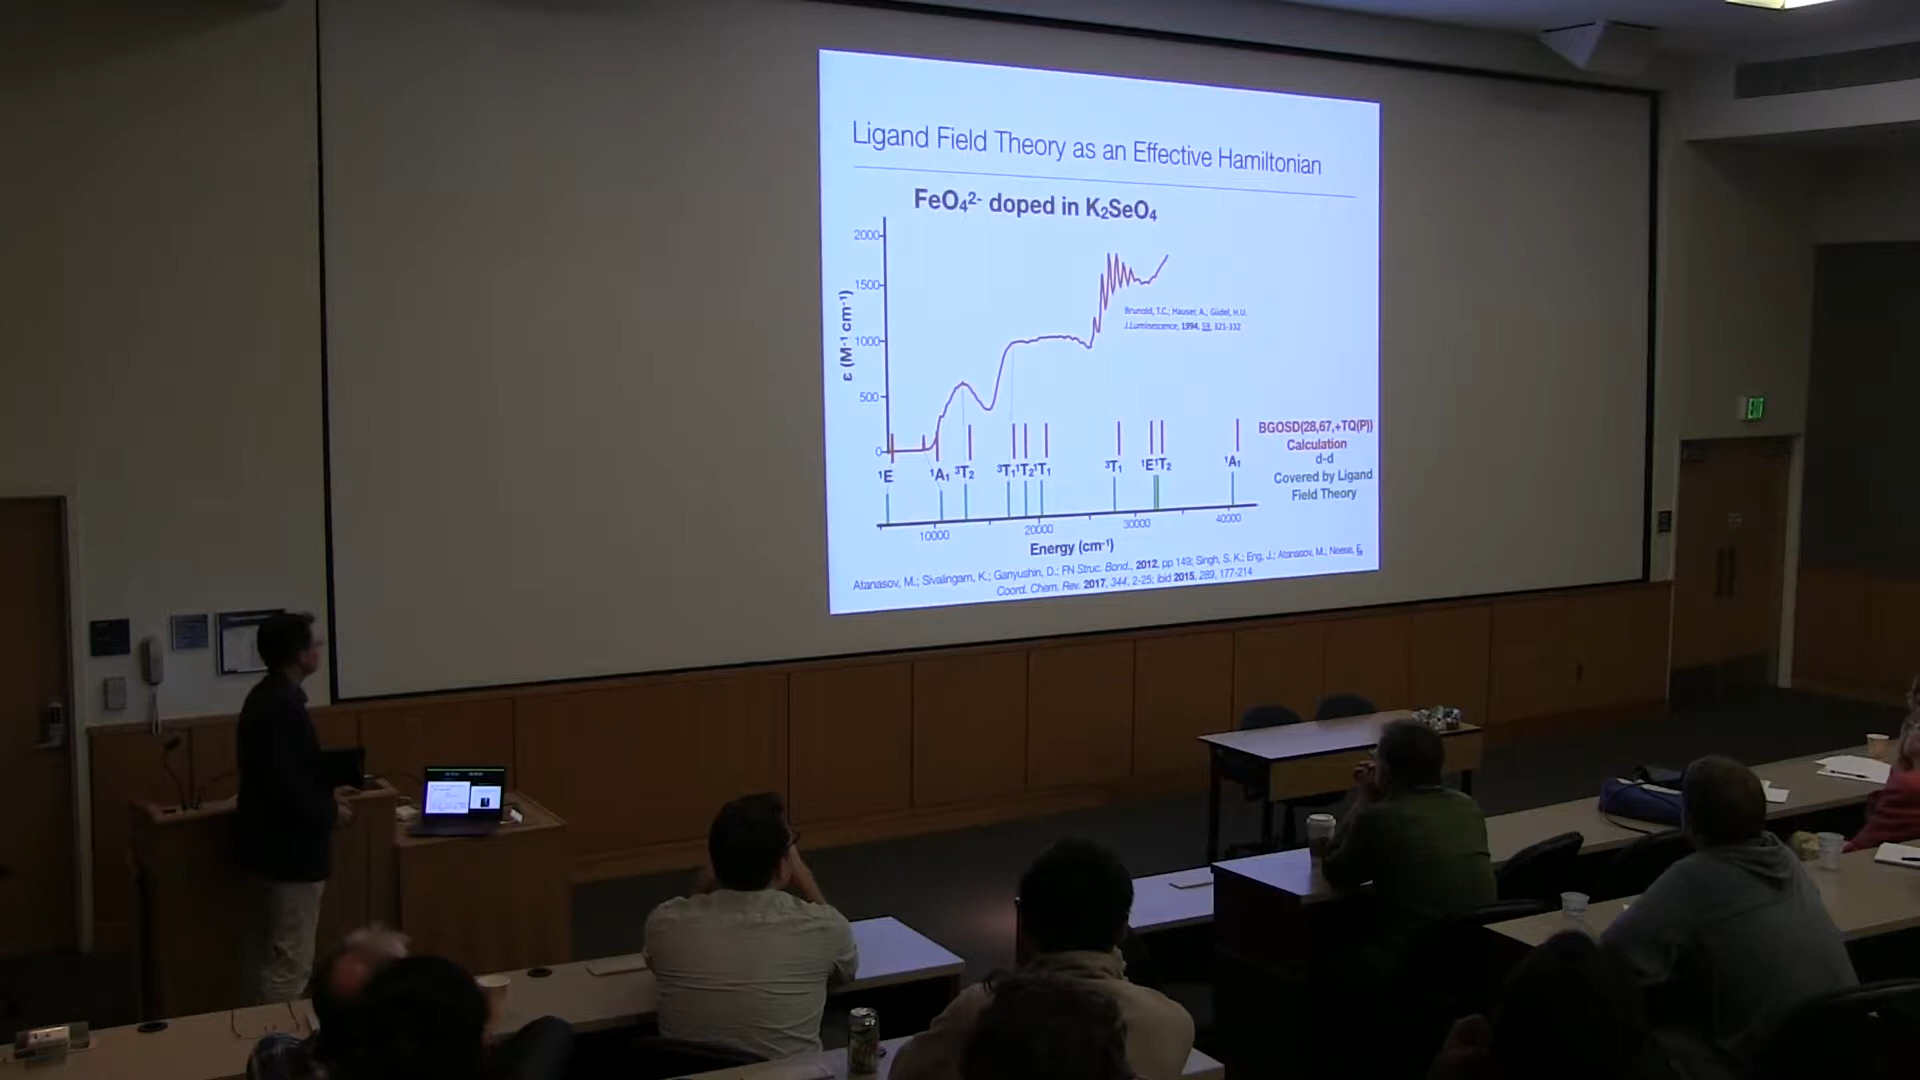 Ligand Field Theory as an Effective Hamiltonian
FeO₄²⁻ doped in K₂SeO₄
2000
1500
1000
500
0
ε (M⁻¹ cm⁻¹)
Brunold, T.C.; Hauser, A.; Güdel, H.U.
J.Luminescence, 1994, 59, 321-332
BGOSD(28,67,+TQ(P))
Calculation
d-d
Covered by Ligand
Field Theory
¹E ¹A₁ ³T₂ ³T₁ ¹T₂ ¹T₁ ³T₁ ¹E ¹T₂ ¹A₁
10000 20000 30000 40000
Energy (cm⁻¹)
Atanasov, M.; Sivalingam, K.; Ganyushin, D.; FN Struc. Bond., 2012, pp 149; Singh, S. K.; Eng, J.; Atanasov, M.; Neese, F.
Coord. Chem. Rev. 2017, 344, 2-25; ibid 2015, 289, 177-214
EXIT